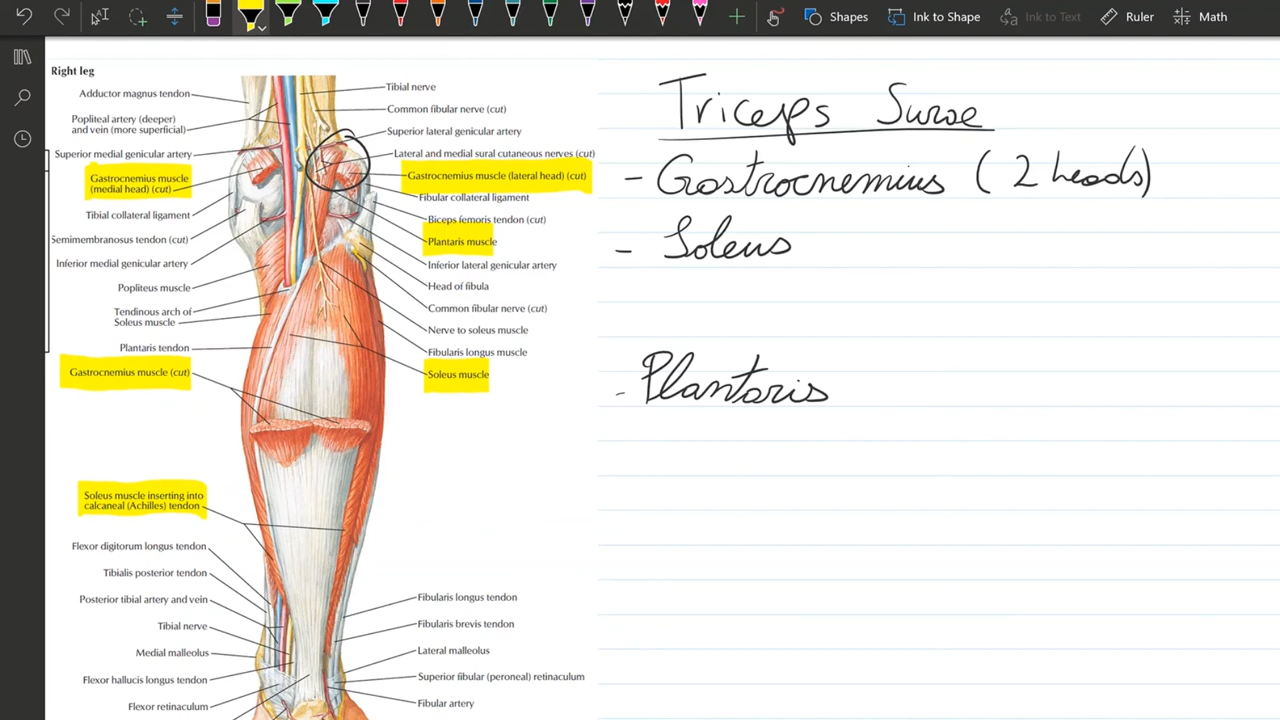 Shapes
Ink to Shape
Ink to Text
Ruler
Math
Right leg
Adductor magnus tendon
Popliteal artery (deeper)
and vein (more superficial)
Superior medial genicular artery
Gastrocnemius muscle
(medial head) (cut)
Tibial collateral ligament
Semimembranosus tendon (cut)
Inferior medial genicular artery
Popliteus muscle
Tendinous arch of
Soleus muscle
Plantaris tendon
Gastrocnemius muscle (cut)
Soleus muscle inserting into
calcaneal (Achilles) tendon
Flexor digitorum longus tendon
Tibialis posterior tendon
Posterior tibial artery and vein
Tibial nerve
Medial malleolus
Flexor hallucis longus tendon
Flexor retinaculum
Tibial nerve
Common fibular nerve (cut)
Superior lateral genicular artery
Lateral and medial sural cutaneous nerves (cut)
Gastrocnemius muscle (lateral head) (cut)
Fibular collateral ligament
Biceps femoris tendon (cut)
Plantaris muscle
Inferior lateral genicular artery
Head of fibula
Common fibular nerve (cut)
Nerve to soleus muscle
Fibularis longus muscle
Soleus muscle
Fibularis longus tendon
Fibularis brevis tendon
Lateral malleolus
Superior fibular (peroneal) retinaculum
Fibular artery
Triceps Surae
- Gastrocnemius (2 heads)
- Soleus
- Plantaris